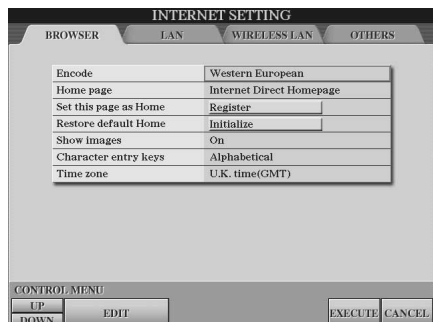 INTERNET SETTING
BROWSER LAN WIRELESS LAN OTHERS
Encode Western European
Home page Internet Direct Homepage
Set this page as Home Register
Restore default Home Initialize
Show images On
Character entry keys Alphabetical
Time zone U.K. time(GMT)
CONTROL MENU
UP
DOWN
EDIT EXECUTE CANCEL